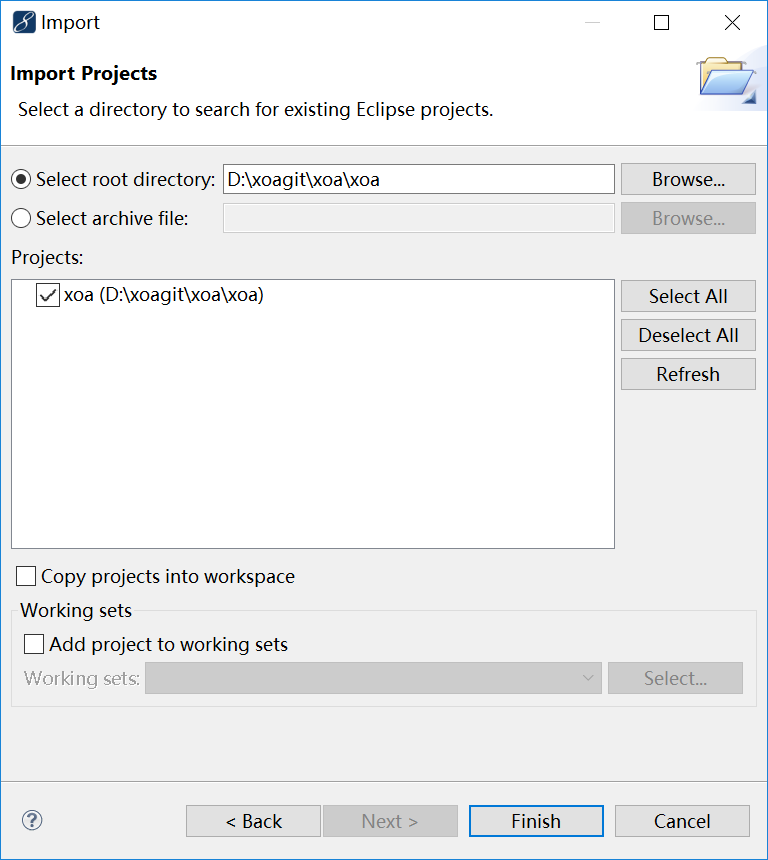 Import
Import Projects
Select a directory to search for existing Eclipse projects.
Select root directory: D:\xoagit\xoa\xoa Browse...
Select archive file: Browse...
Projects:
xoa (D:\xoagit\xoa\xoa)
Select All
Deselect All
Refresh
Copy projects into workspace
Working sets
Add project to working sets
Working sets: Select...
? < Back Next > Finish Cancel